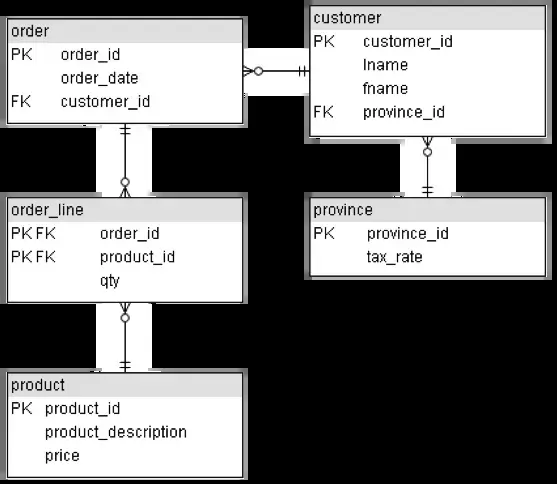 order
PK order_id
order_date
FK customer_id
customer
PK customer_id
lname
fname
FK province_id
order_line
PK FK order_id
PK FK product_id
qty
province
PK province_id
tax_rate
product
PK product_id
product_description
price